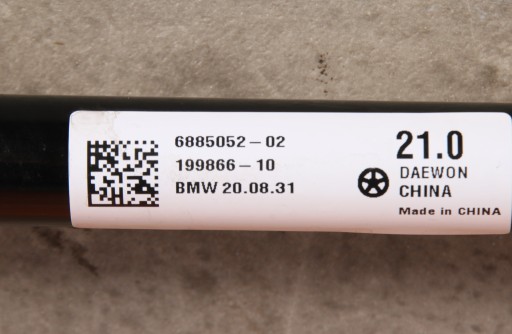 6885052-02
199866-10
BMW 20.08.31
21.0
DAEWON
CHINA
Made in CHINA